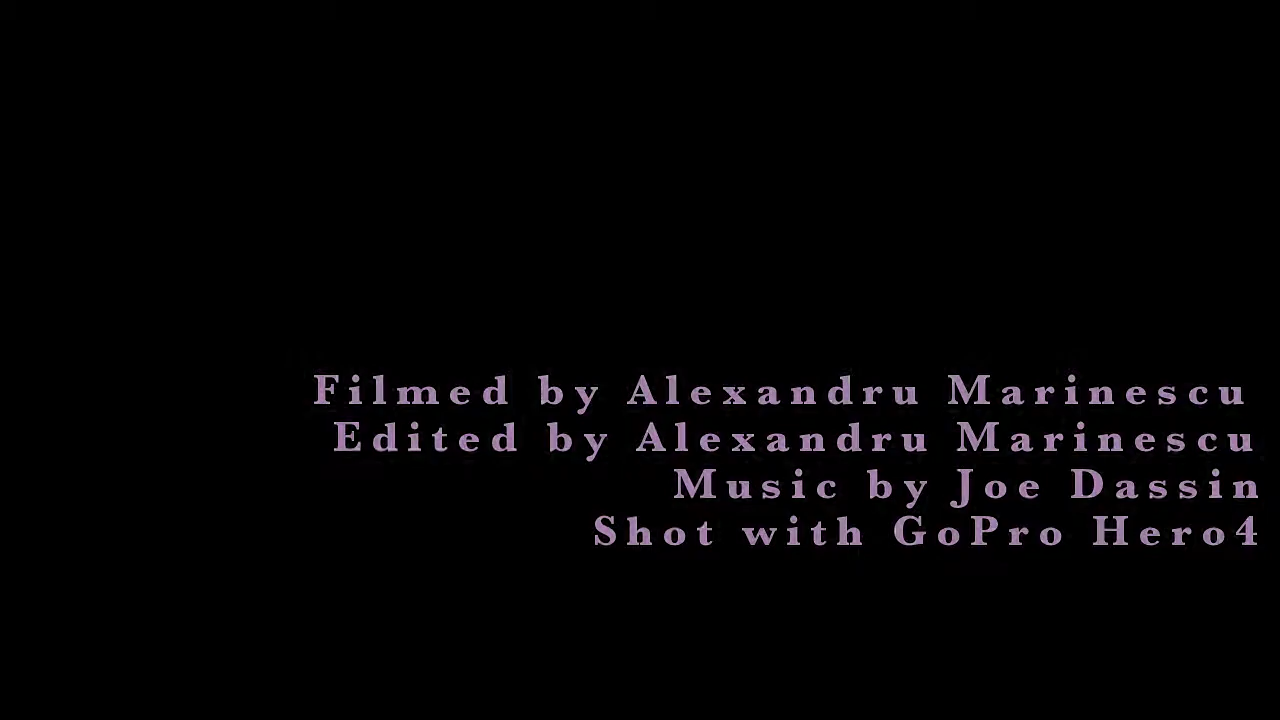 Filmed by Alexandru Marinescu
Edited by Alexandru Marinescu
Music by Joe Dassin
Shot with GoPro Hero4